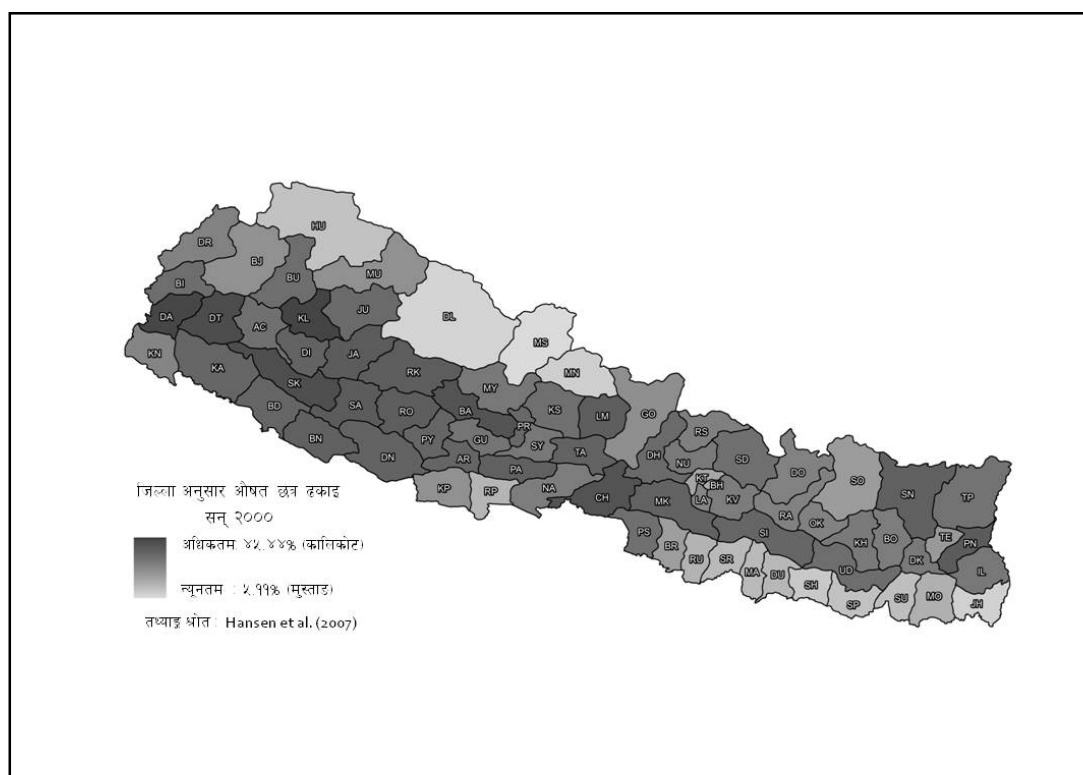 HU
DR
BJ
BU
MU
BI
DA
DT
AC
KL
JU
DL
MS
MN
KN
KA
DI
JA
RK
SK
MY
BD
SA
RO
BA
KS
LM
GO
BN
PY
PR
GU
SY
RS
DN
AR
TA
DH
NU
SD
DO
SO
SN
TP
KP
RP
PA
NA
CH
MK
KT
BH
LA
KV
RA
OK
PS
BR
SI
KH
BO
TE
PN
RU
SR
MA
DU
SH
UD
DK
IL
SP
SU
MO
JH
जिल्ला अनुसार औषत छत्र ढकाइ
सन् २०००
अधिकतम: ४५.४४% (कालिकोट)
न्यूनतम : ५.११% (मुस्ताङ)
तथ्याङ्क श्रोत : Hansen et al. (2007)